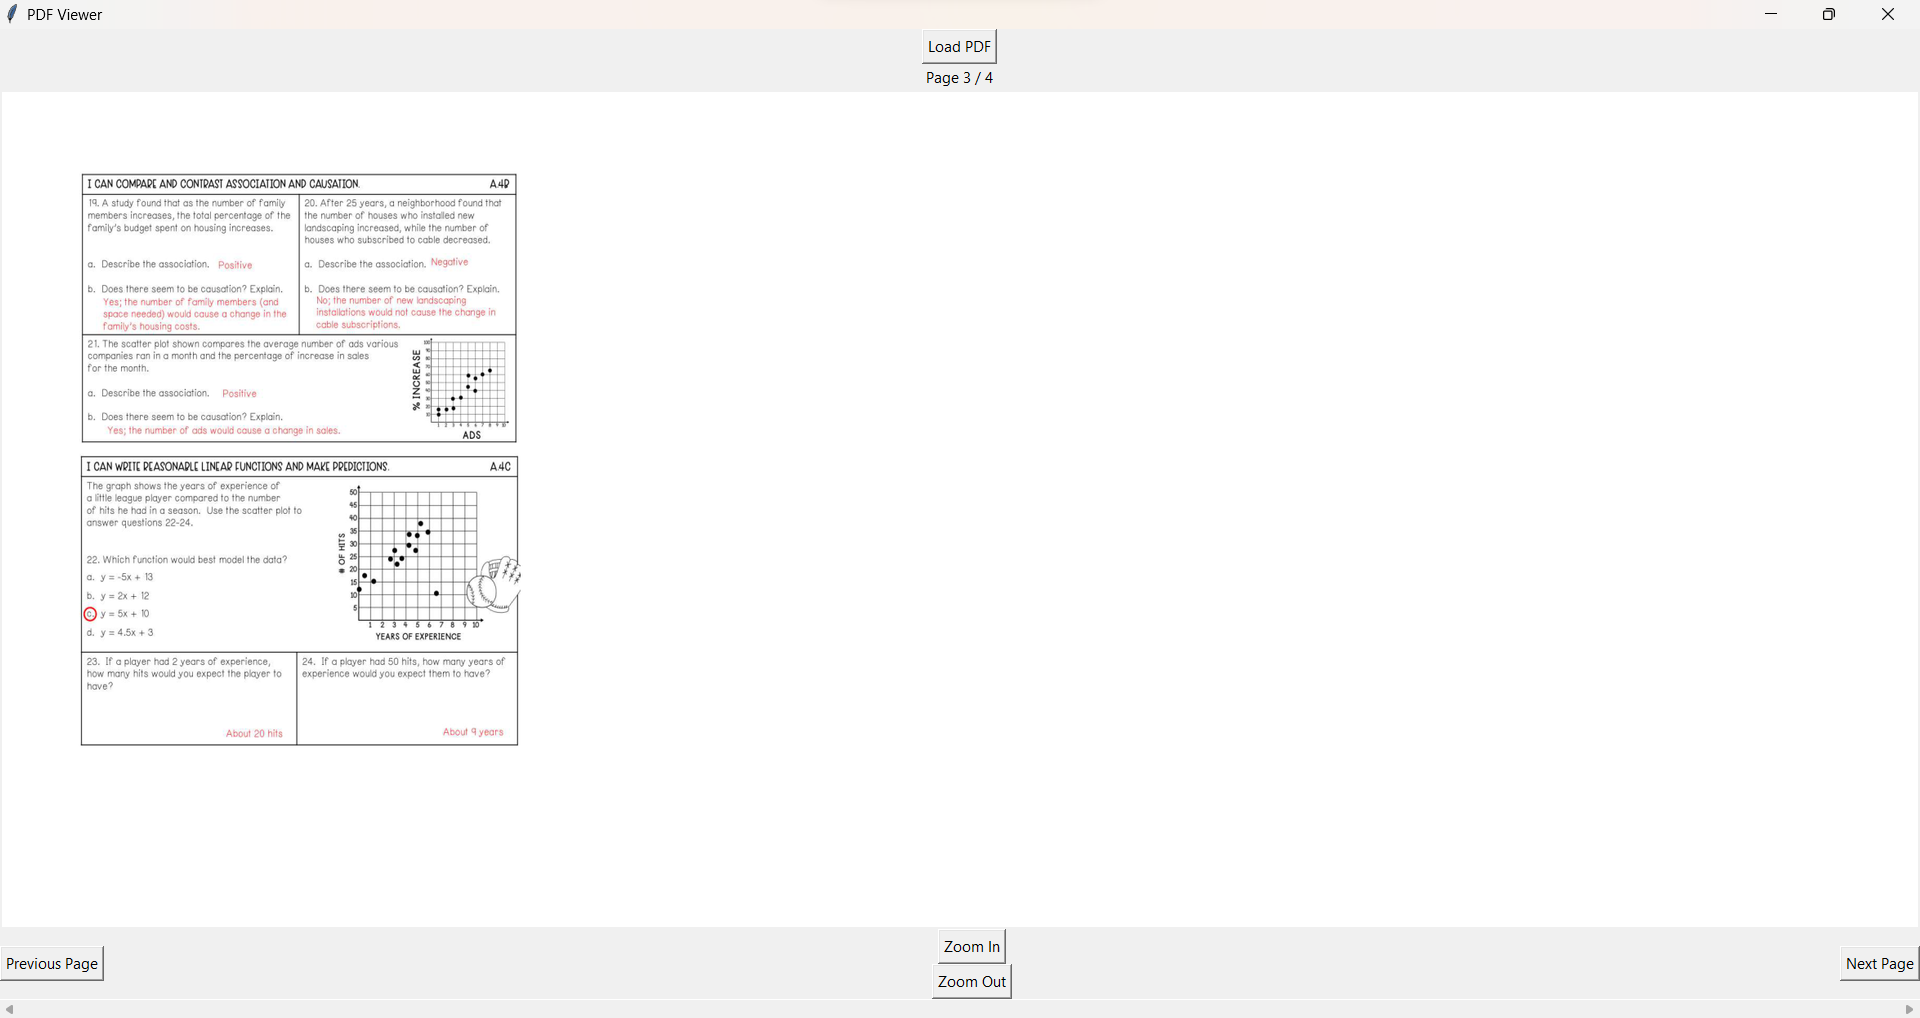 PDF Viewer
Load PDF
Page 3 / 4
I CAN COMPARE AND CONTRAST ASSOCIATION AND CAUSATION.
A.4B
19. A study found that as the number of family
members increases, the total percentage of the
family's budget spent on housing increases.
a. Describe the association. Positive
b. Does there seem to be causation? Explain.
Yes; the number of family members (and
space needed) would cause a change in the
family's housing costs.
20. After 25 years, a neighborhood found that
the number of houses who installed new
landscaping increased, while the number of
houses who subscribed to cable decreased.
a. Describe the association. Negative
b. Does there seem to be causation? Explain.
No; the number of new landscaping
installations would not cause the change in
cable subscriptions.
21. The scatter plot shown compares the average number of ads various
companies ran in a month and the percentage of increase in sales
for the month.
a. Describe the association. Positive
b. Does there seem to be causation? Explain.
Yes; the number of ads would cause a change in sales.
% INCREASE
ADS
I CAN WRITE REASONABLE LINEAR FUNCTIONS AND MAKE PREDICTIONS.
A.4C
The graph shows the years of experience of
a little league player compared to the number
of hits he had in a season. Use the scatter plot to
answer questions 22-24.
22. Which function would best model the data?
a. y = -5x + 13
b. y = 2x + 12
c. y = 5x + 10
d. y = 4.5x + 3
# OF HITS
50
45
40
35
30
25
20
15
10
5
1 2 3 4 5 6 7 8 9 10
YEARS OF EXPERIENCE
23. If a player had 2 years of experience,
how many hits would you expect the player to
have?
About 20 hits
24. If a player had 50 hits, how many years of
experience would you expect them to have?
About 9 years
Previous Page
Zoom In
Zoom Out
Next Page